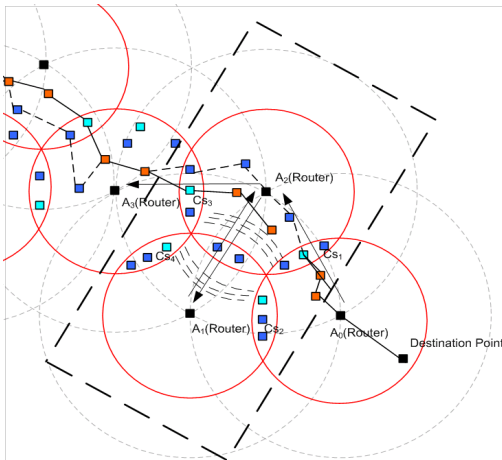 A₂(Router)
A₃(Router)
Cs₃
Cs₄
Cs₁
A₁(Router)
Cs₂
A₀(Router)
Destination Point